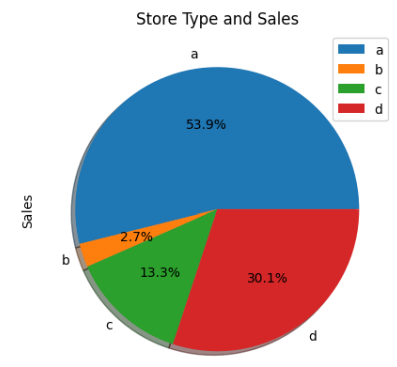 Store Type and Sales
a
a
b
c
d
53.9%
Sales
2.7%
b
13.3%
30.1%
c
d